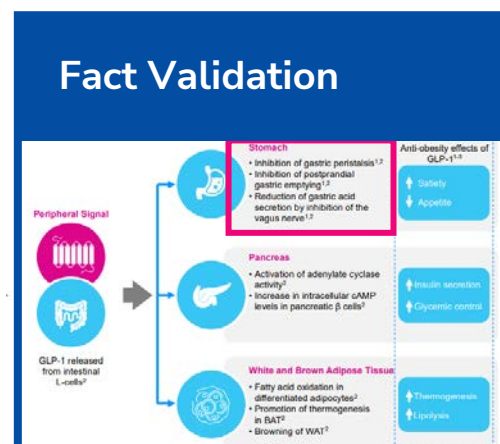 Fact Validation
Stomach
• Inhibition of gastric peristalsis1,2
• Inhibition of postprandial
gastric emptying1,2
• Reduction of gastric acid
secretion by inhibition of the
vagus nerve1,2
Anti-obesity effects of
GLP-11-3
Satiety
Appetite
Peripheral Signal
GLP-1 released
from intestinal
L-cells2
Pancreas
• Activation of adenylate cyclase
activity2
• Increase in intracellular cAMP
levels in pancreatic β cells2
Insulin secretion
Glycemic control
White and Brown Adipose Tissue
• Fatty acid oxidation in
differentiated adipocytes2
• Promotion of thermogenesis
in BAT2
• Browning of WAT2
Thermogenesis
Lipolysis